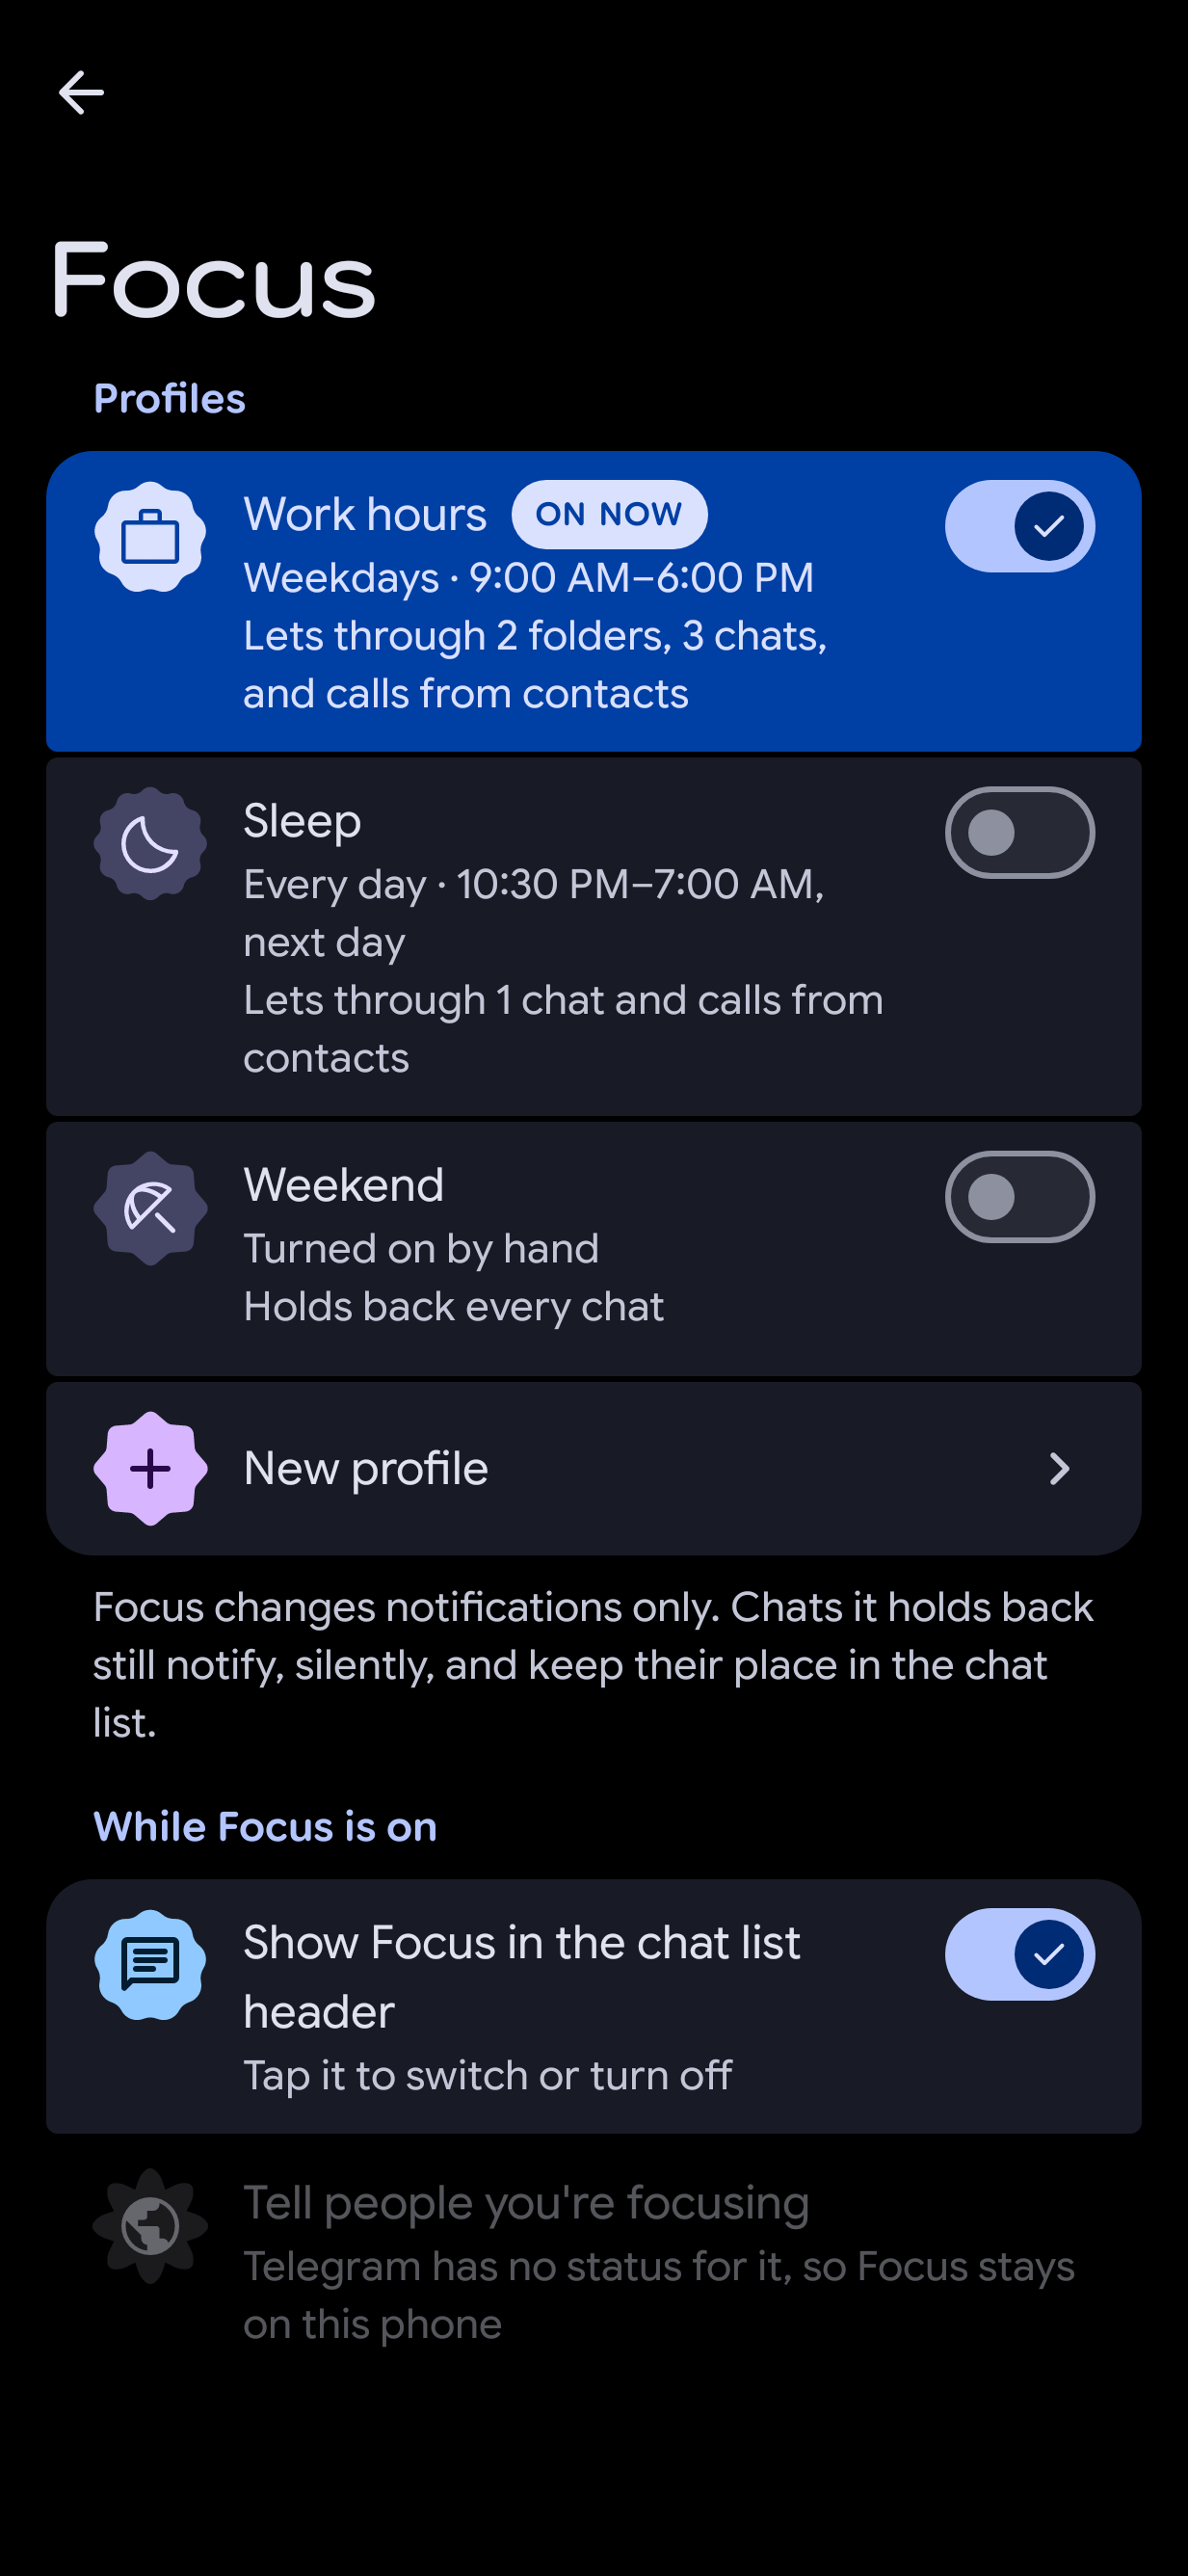 Focus
Profiles
Work hours ON NOW
Weekdays · 9:00 AM–6:00 PM
Lets through 2 folders, 3 chats,
and calls from contacts
Sleep
Every day · 10:30 PM–7:00 AM,
next day
Lets through 1 chat and calls from
contacts
Weekend
Turned on by hand
Holds back every chat
New profile
Focus changes notifications only. Chats it holds back
still notify, silently, and keep their place in the chat
list.
While Focus is on
Show Focus in the chat list
header
Tap it to switch or turn off
Tell people you're focusing
Telegram has no status for it, so Focus stays
on this phone